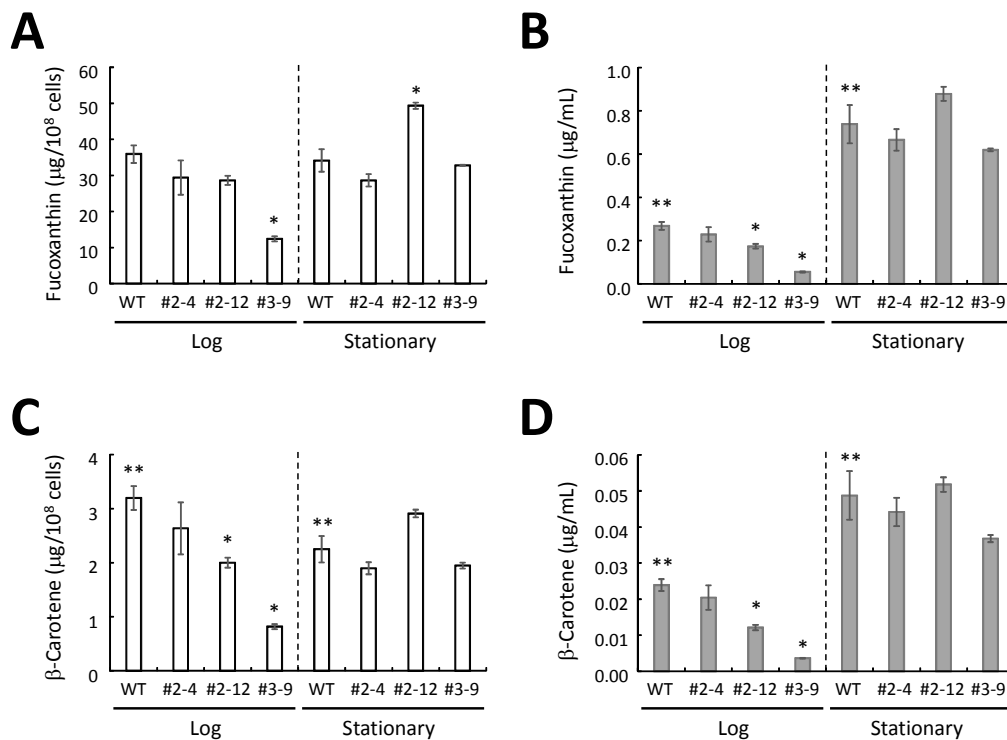 A
Fucoxanthin (µg/10⁸ cells)
60
50
40
30
20
10
0
*
*
WT #2-4 #2-12 #3-9 WT #2-4 #2-12 #3-9
Log Stationary
B
Fucoxanthin (µg/mL)
1.0
0.8
0.6
0.4
0.2
0.0
**
*
*
**
WT #2-4 #2-12 #3-9 WT #2-4 #2-12 #3-9
Log Stationary
C
β-Carotene (µg/10⁸ cells)
4
3
2
1
0
**
*
*
**
WT #2-4 #2-12 #3-9 WT #2-4 #2-12 #3-9
Log Stationary
D
β-Carotene (µg/mL)
0.06
0.05
0.04
0.03
0.02
0.01
0.000
**
*
*
**
WT #2-4 #2-12 #3-9 WT #2-4 #2-12 #3-9
Log Stationary